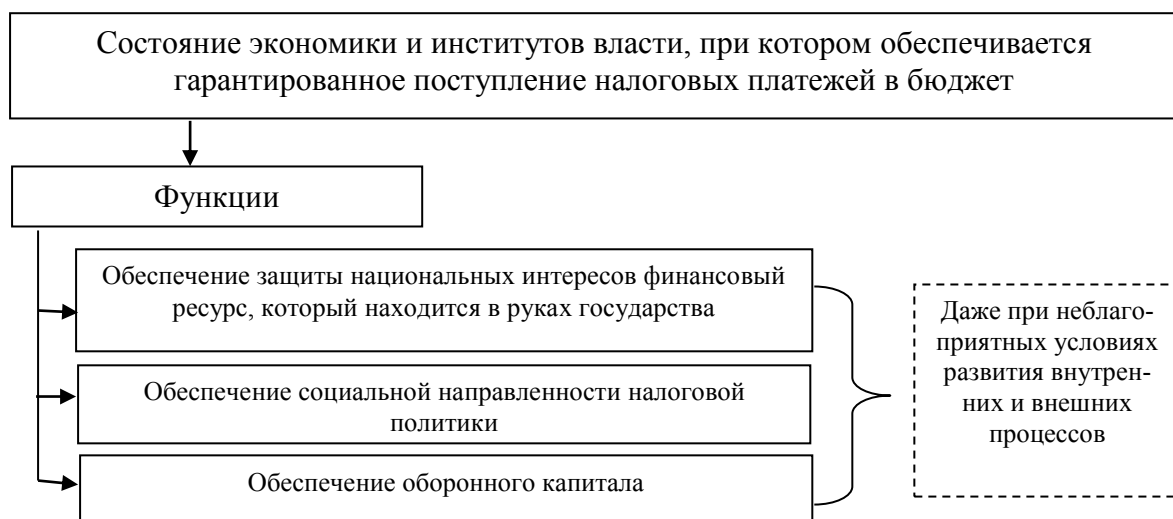 Состояние экономики и институтов власти, при котором обеспечивается
гарантированное поступление налоговых платежей в бюджет
Функции
Обеспечение защиты национальных интересов финансовый
ресурс, который находится в руках государства
Обеспечение социальной направленности налоговой
политики
Обеспечение оборонного капитала
Даже при неблаго-
приятных условиях
развития внутрен-
них и внешних
процессов